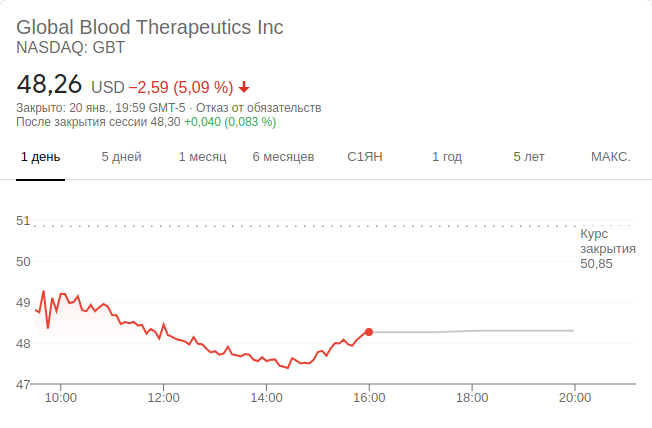 Global Blood Therapeutics Inc
NASDAQ: GBT
48,26 USD −2,59 (5,09 %)
Закрыто: 20 янв., 19:59 GMT-5 · Отказ от обязательств
После закрытия сессии 48,30 +0,040 (0,083 %)
1 день 5 дней 1 месяц 6 месяцев С1ЯН 1 год 5 лет МАКС.
51
Курс
закрытия
50,85
50
49
48
47
10:00 12:00 14:00 16:00 18:00 20:00